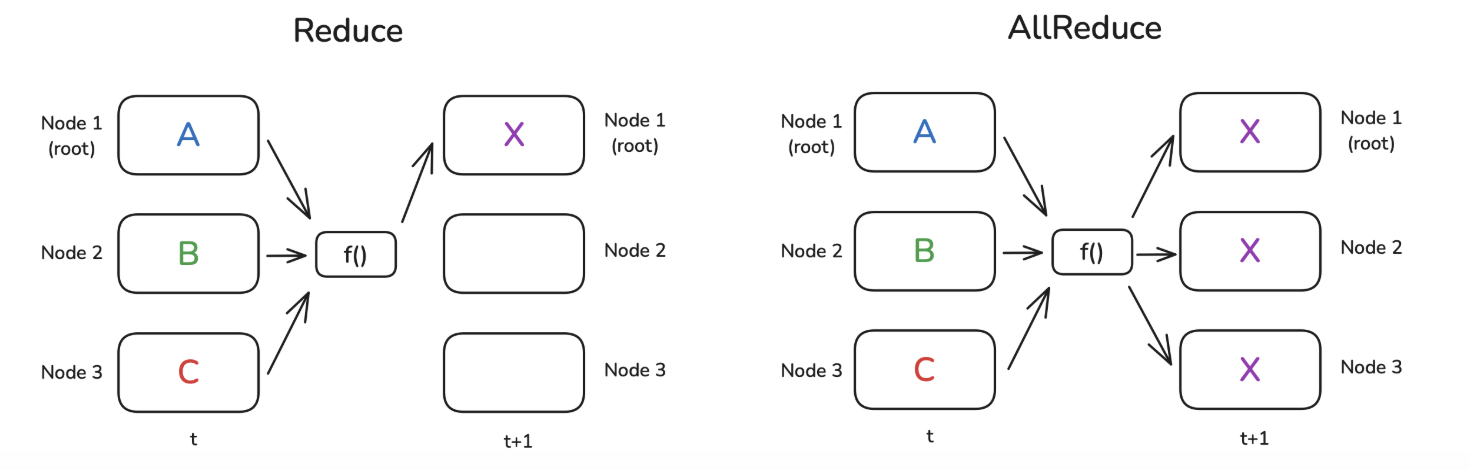 Reduce
Node 1
(root)
A
X
Node 1
(root)
Node 2
B
f()
Node 2
Node 3
C
Node 3
t
t+1
AllReduce
Node 1
(root)
A
X
Node 1
(root)
Node 2
B
f()
X
Node 2
Node 3
C
X
Node 3
t
t+1